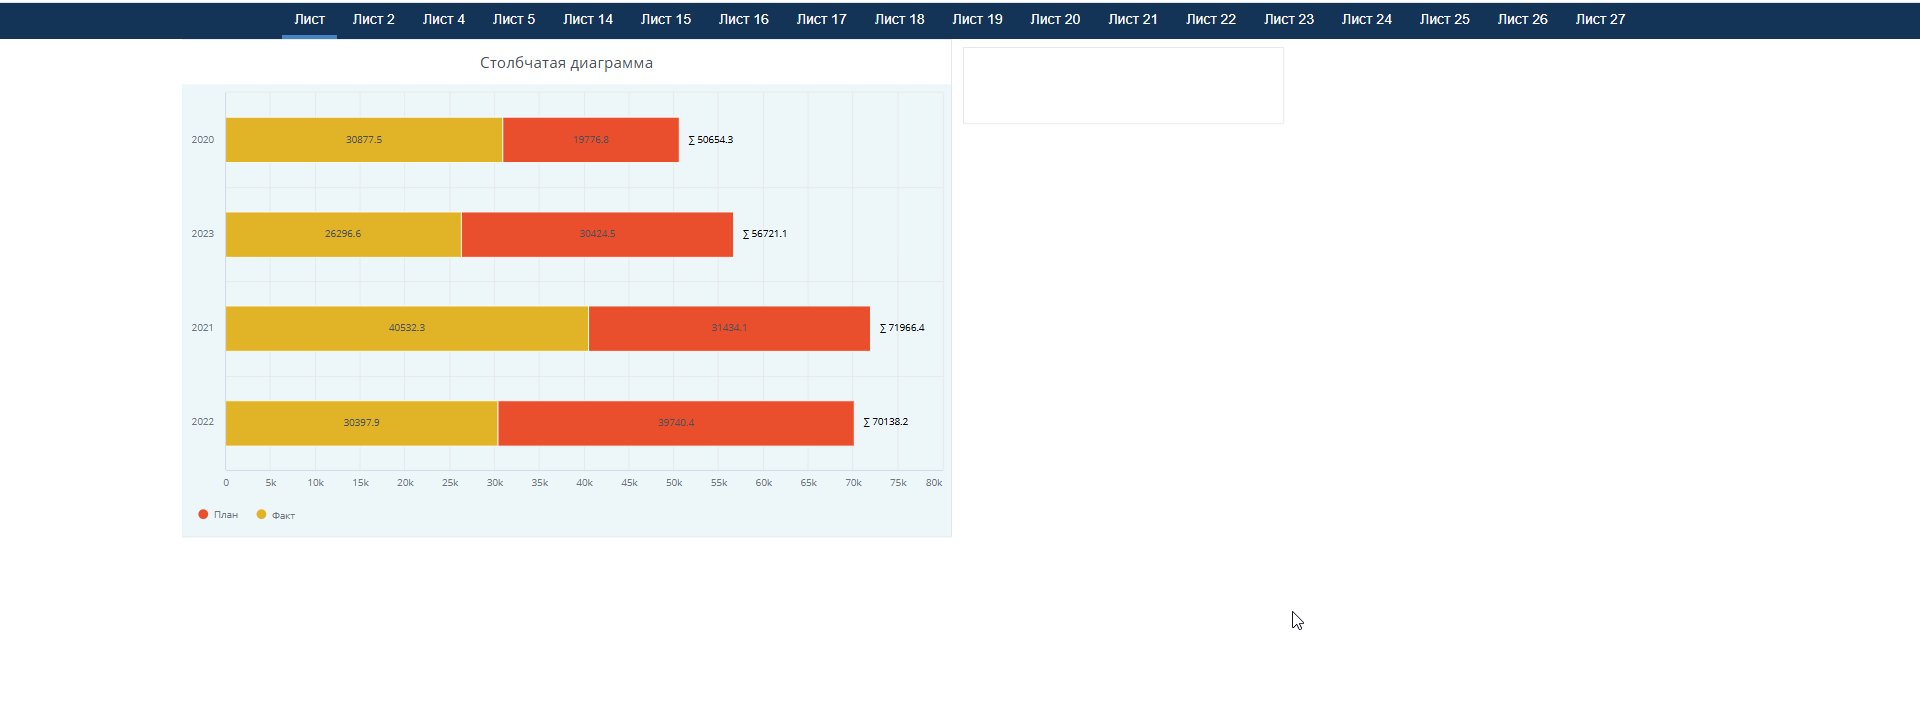 Лист Лист 2 Лист 4 Лист 5 Лист 14 Лист 15 Лист 16 Лист 17 Лист 18 Лист 19 Лист 20 Лист 21 Лист 22 Лист 23 Лист 24 Лист 25 Лист 26 Лист 27
Столбчатая диаграмма
2020 30877.5 19776.8 ∑ 50654.3
2023 26296.6 30424.5 ∑ 56721.1
2021 40532.3 31434.1 ∑ 71966.4
2022 30397.9 39740.4 ∑ 70138.2
0 5k 10k 15k 20k 25k 30k 35k 40k 45k 50k 55k 60k 65k 70k 75k 80k
План Факт